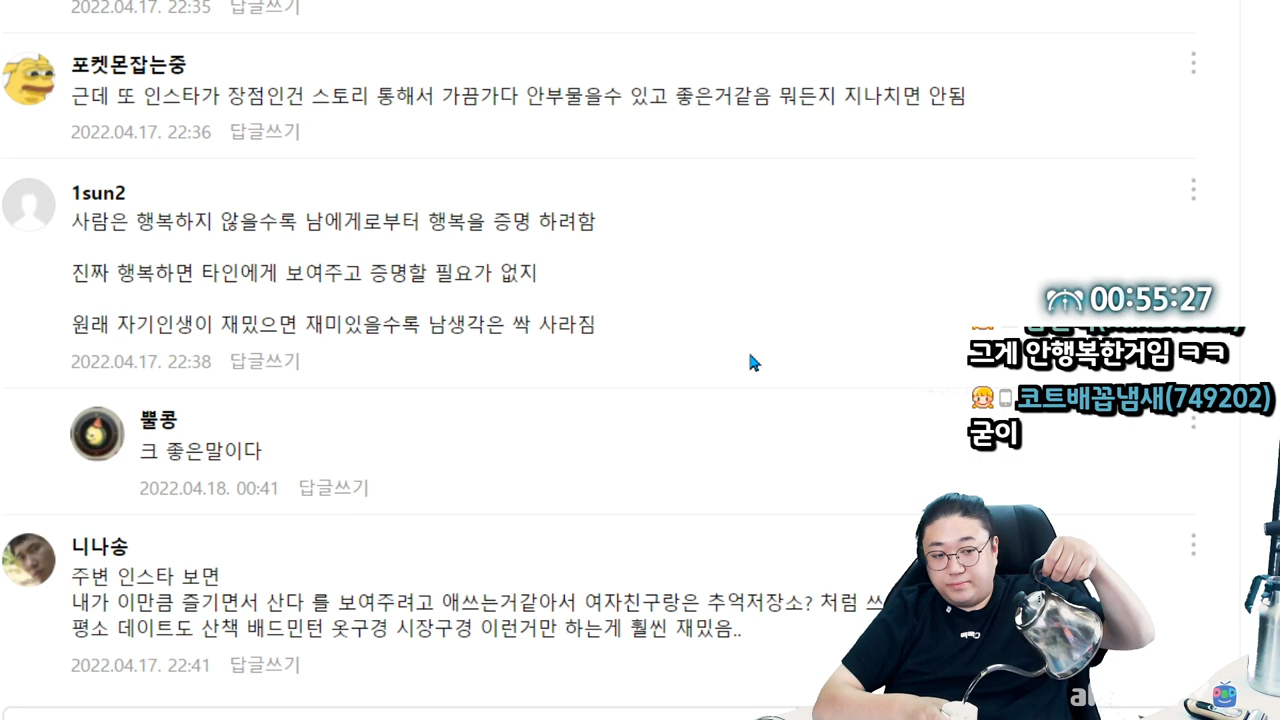 2022.04.17. 22:35 답글쓰기
포켓몬잡는중
근데 또 인스타가 장점인건 스토리 통해서 가끔가다 안부물을수 있고 좋은거같음 뭐든지 지나치면 안됨
2022.04.17. 22:36 답글쓰기
1sun2
사람은 행복하지 않을수록 남에게로부터 행복을 증명 하려함
진짜 행복하면 타인에게 보여주고 증명할 필요가 없지
원래 자기인생이 재밌으면 재미있을수록 남생각은 싹 사라짐
2022.04.17. 22:38 답글쓰기
뿔콩
크 좋은말이다
2022.04.18. 00:41 답글쓰기
니나송
주변 인스타 보면
내가 이만큼 즐기면서 산다 를 보여주려고 애쓰는거같아서 여자친구랑은 추억저장소? 처럼 쓰
평소 데이트도 산책 배드민턴 옷구경 시장구경 이런거만 하는게 훨씬 재밌음..
2022.04.17. 22:41 답글쓰기
00:55:27
그게 안행복한거임 ㅋㅋ
코트배꼽냄새(749202)
굳이